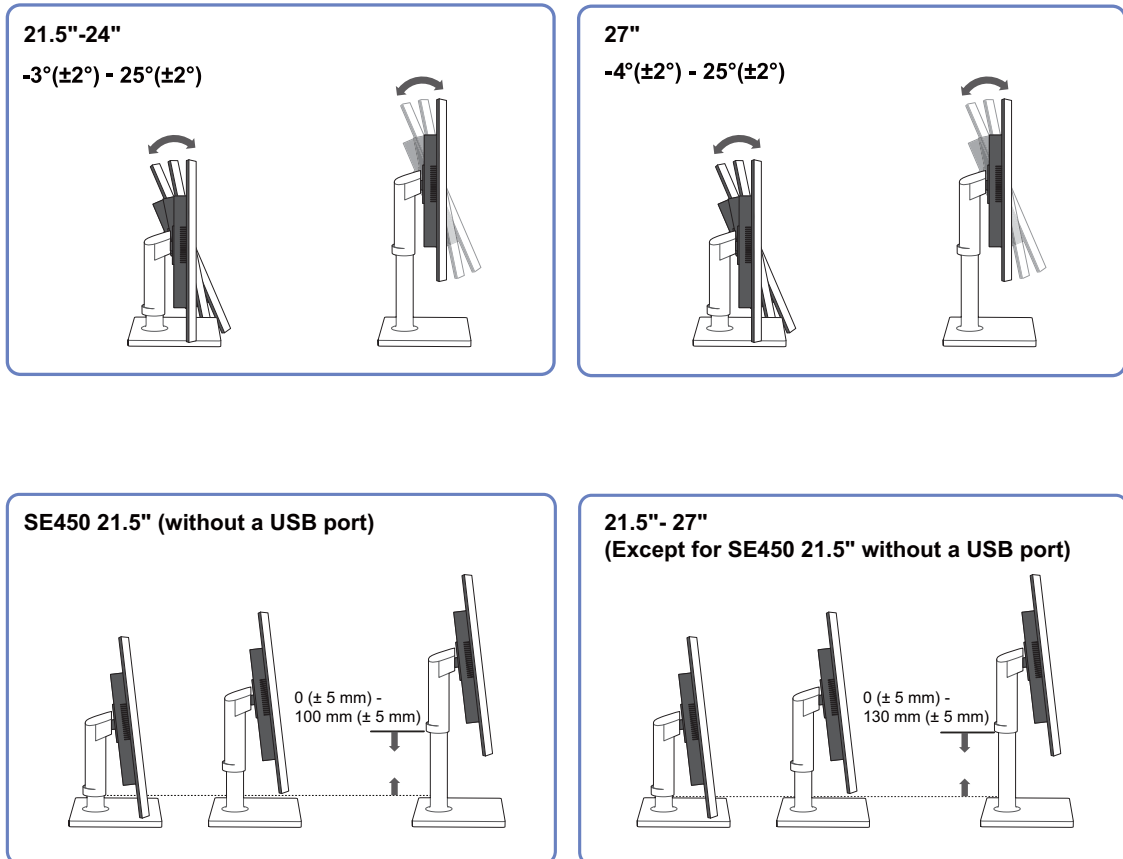 21.5"-24"
-3°(±2°) - 25°(±2°)
27"
-4°(±2°) - 25°(±2°)
SE450 21.5" (without a USB port)
0 (± 5 mm) -
100 mm (± 5 mm)
21.5"- 27"
(Except for SE450 21.5" without a USB port)
0 (± 5 mm) -
130 mm (± 5 mm)